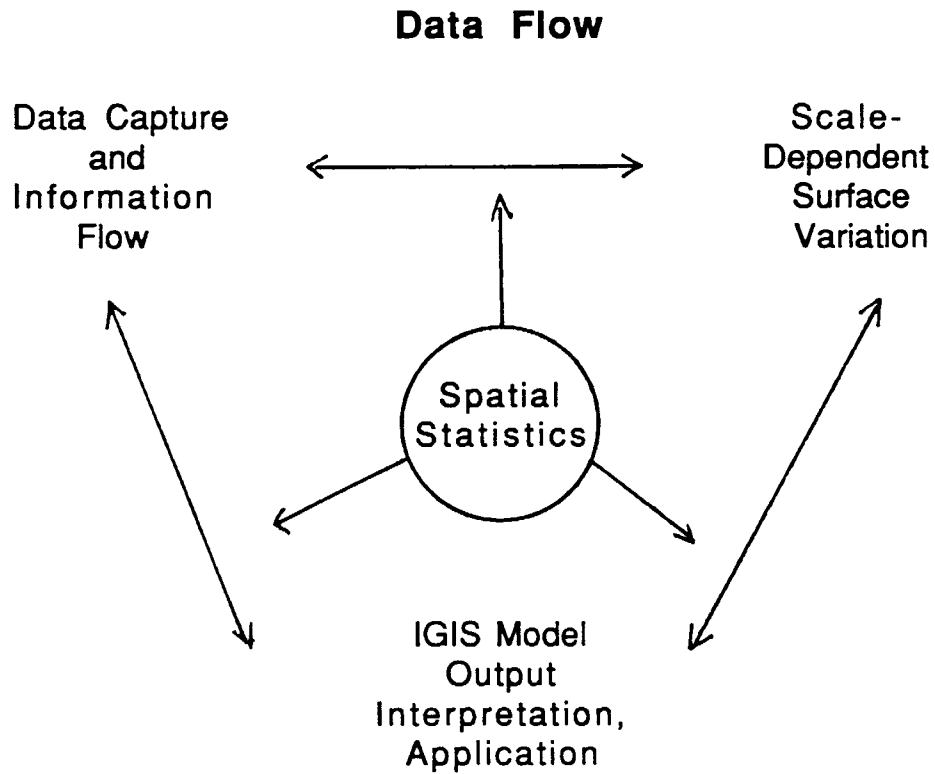 Data Flow
Data Capture
and
Information
Flow
Scale-
Dependent
Surface
Variation
Spatial
Statistics
IGIS Model
Output
Interpretation,
Application